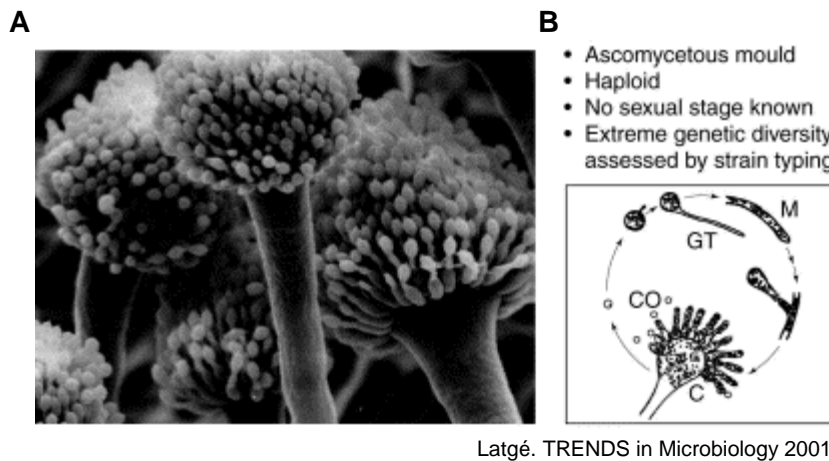 A
B
• Ascomycetous mould
• Haploid
• No sexual stage known
• Extreme genetic diversity
assessed by strain typing
M
GT
CO
C
Latgé. TRENDS in Microbiology 2001